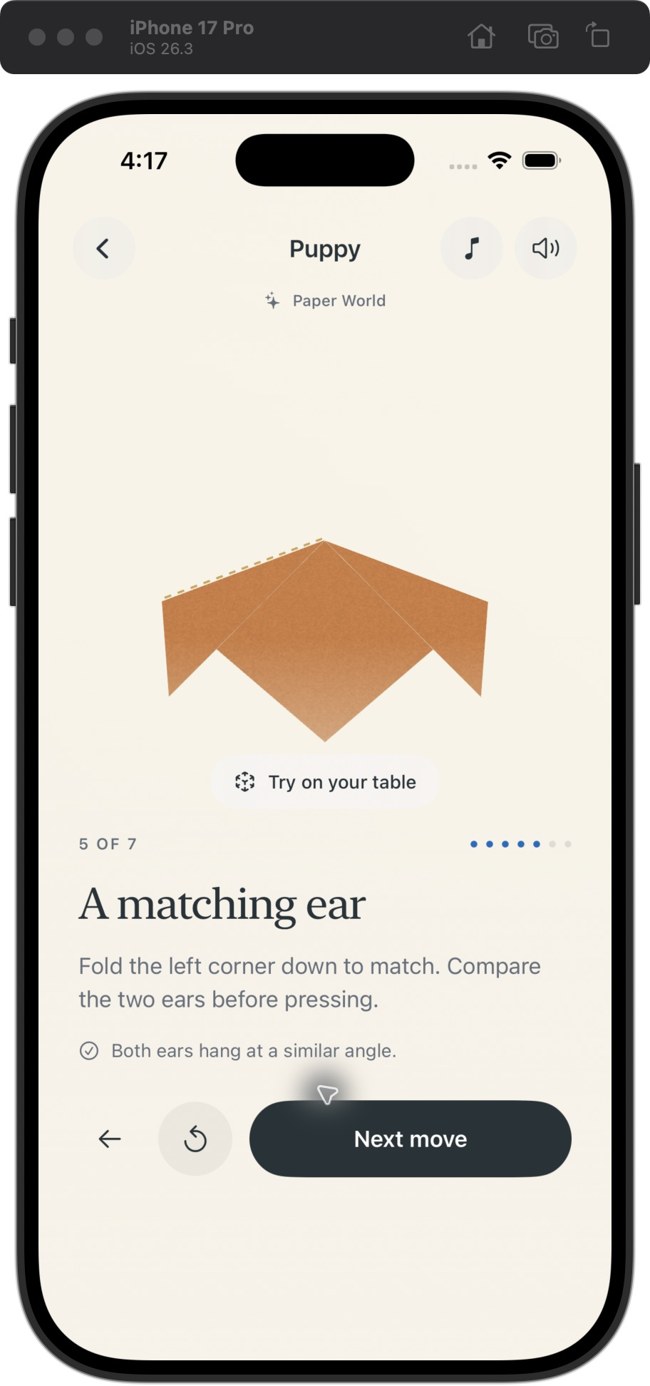 iPhone 17 Pro
iOS 26.3
4:17
Puppy
Paper World
Try on your table
5 OF 7
A matching ear
Fold the left corner down to match. Compare
the two ears before pressing.
Both ears hang at a similar angle.
Next move